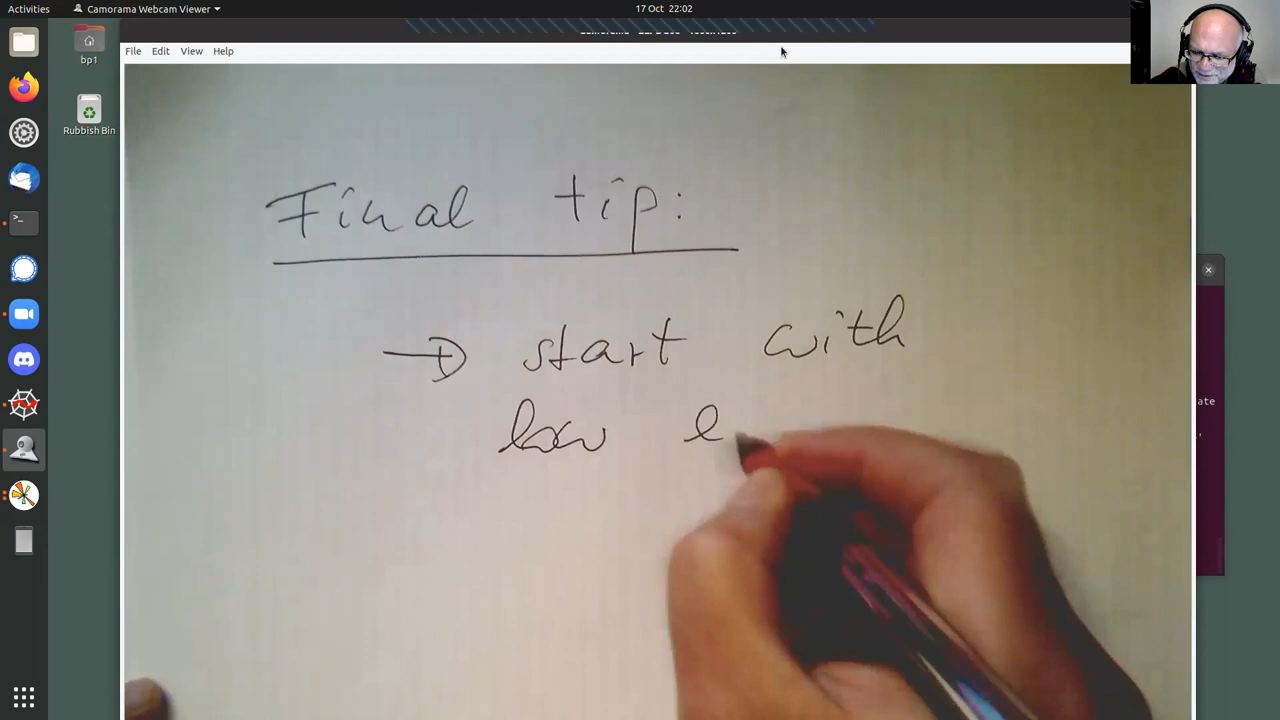 Activities
Camorama Webcam Viewer
17 Oct 22:02
File Edit View Help
bp1
Rubbish Bin
Final tip:
→ start with
low e
ate